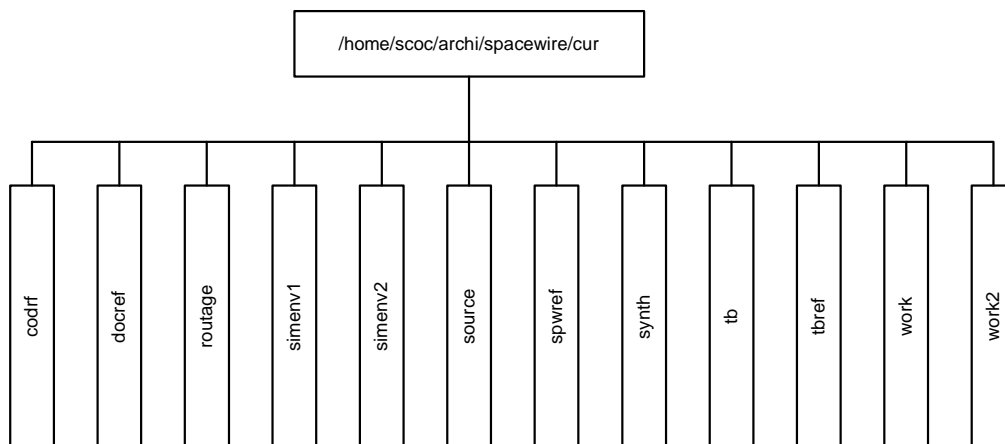 /home/scoc/archi/spacewire/cur
codrf
docref
routage
simenv1
simenv2
source
spwref
synth
tb
tbref
work
work2